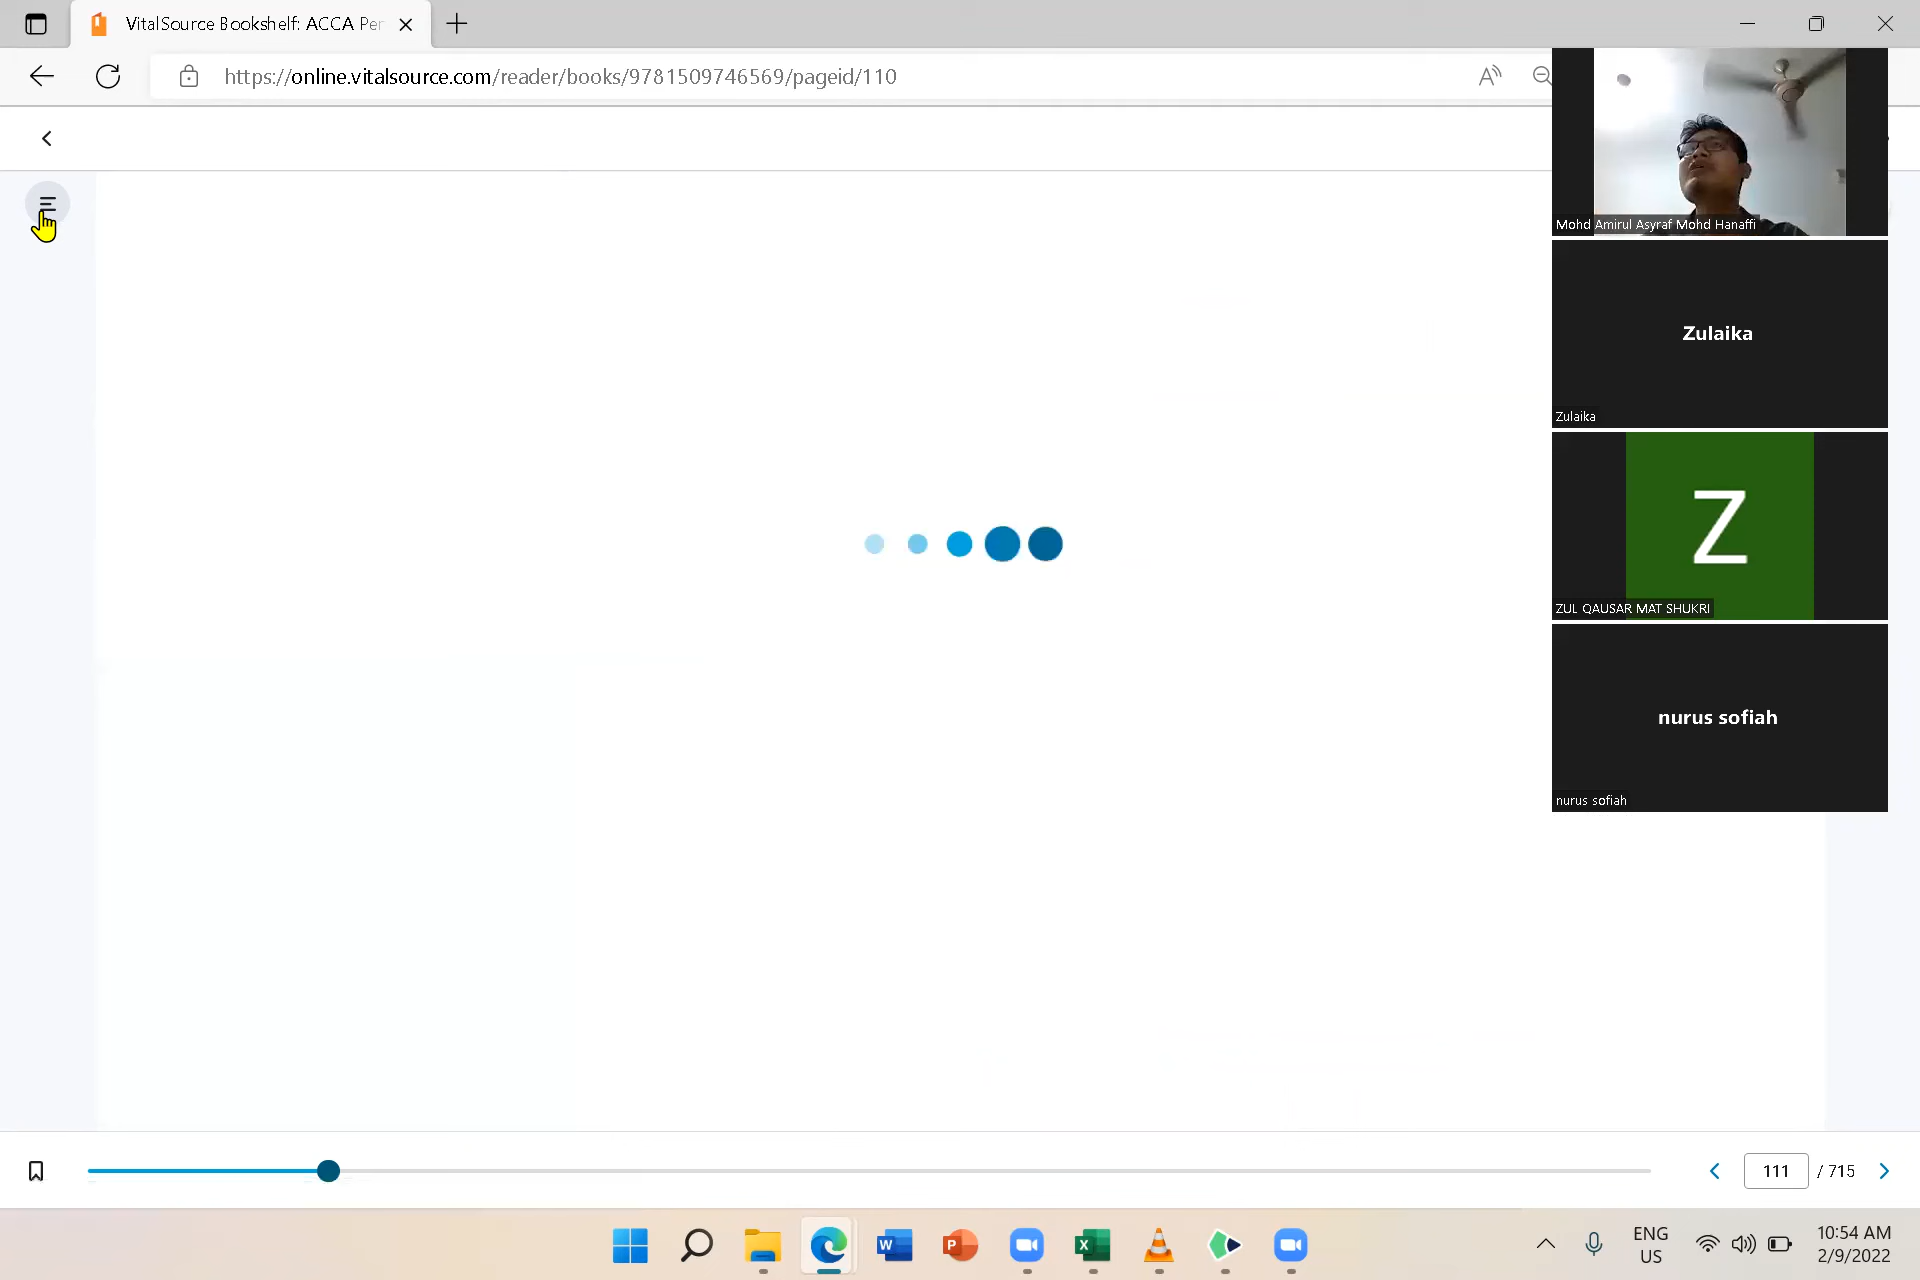 VitalSource Bookshelf: ACCA Per
https://online.vitalsource.com/reader/books/9781509746569/pageid/110
Mohd Amirul Asyraf Mohd Hanaffi
Zulaika
Zulaika
Z
ZUL QAUSAR MAT SHUKRI
nurus sofiah
nurus sofiah
111 / 715
ENG
US
10:54 AM
2/9/2022